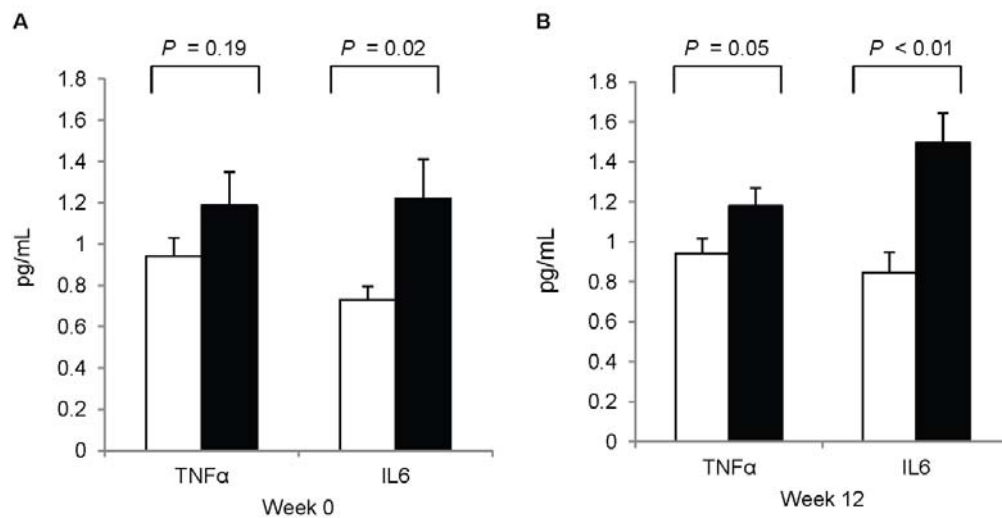 A
P = 0.19
P = 0.02
1.8
1.6
1.4
1.2
1
0.8
0.6
0.4
0.2
0
pg/mL
TNFα
IL6
Week 0
B
P = 0.05
P < 0.01
1.8
1.6
1.4
1.2
1
0.8
0.6
0.4
0.2
0
pg/mL
TNFα
IL6
Week 12